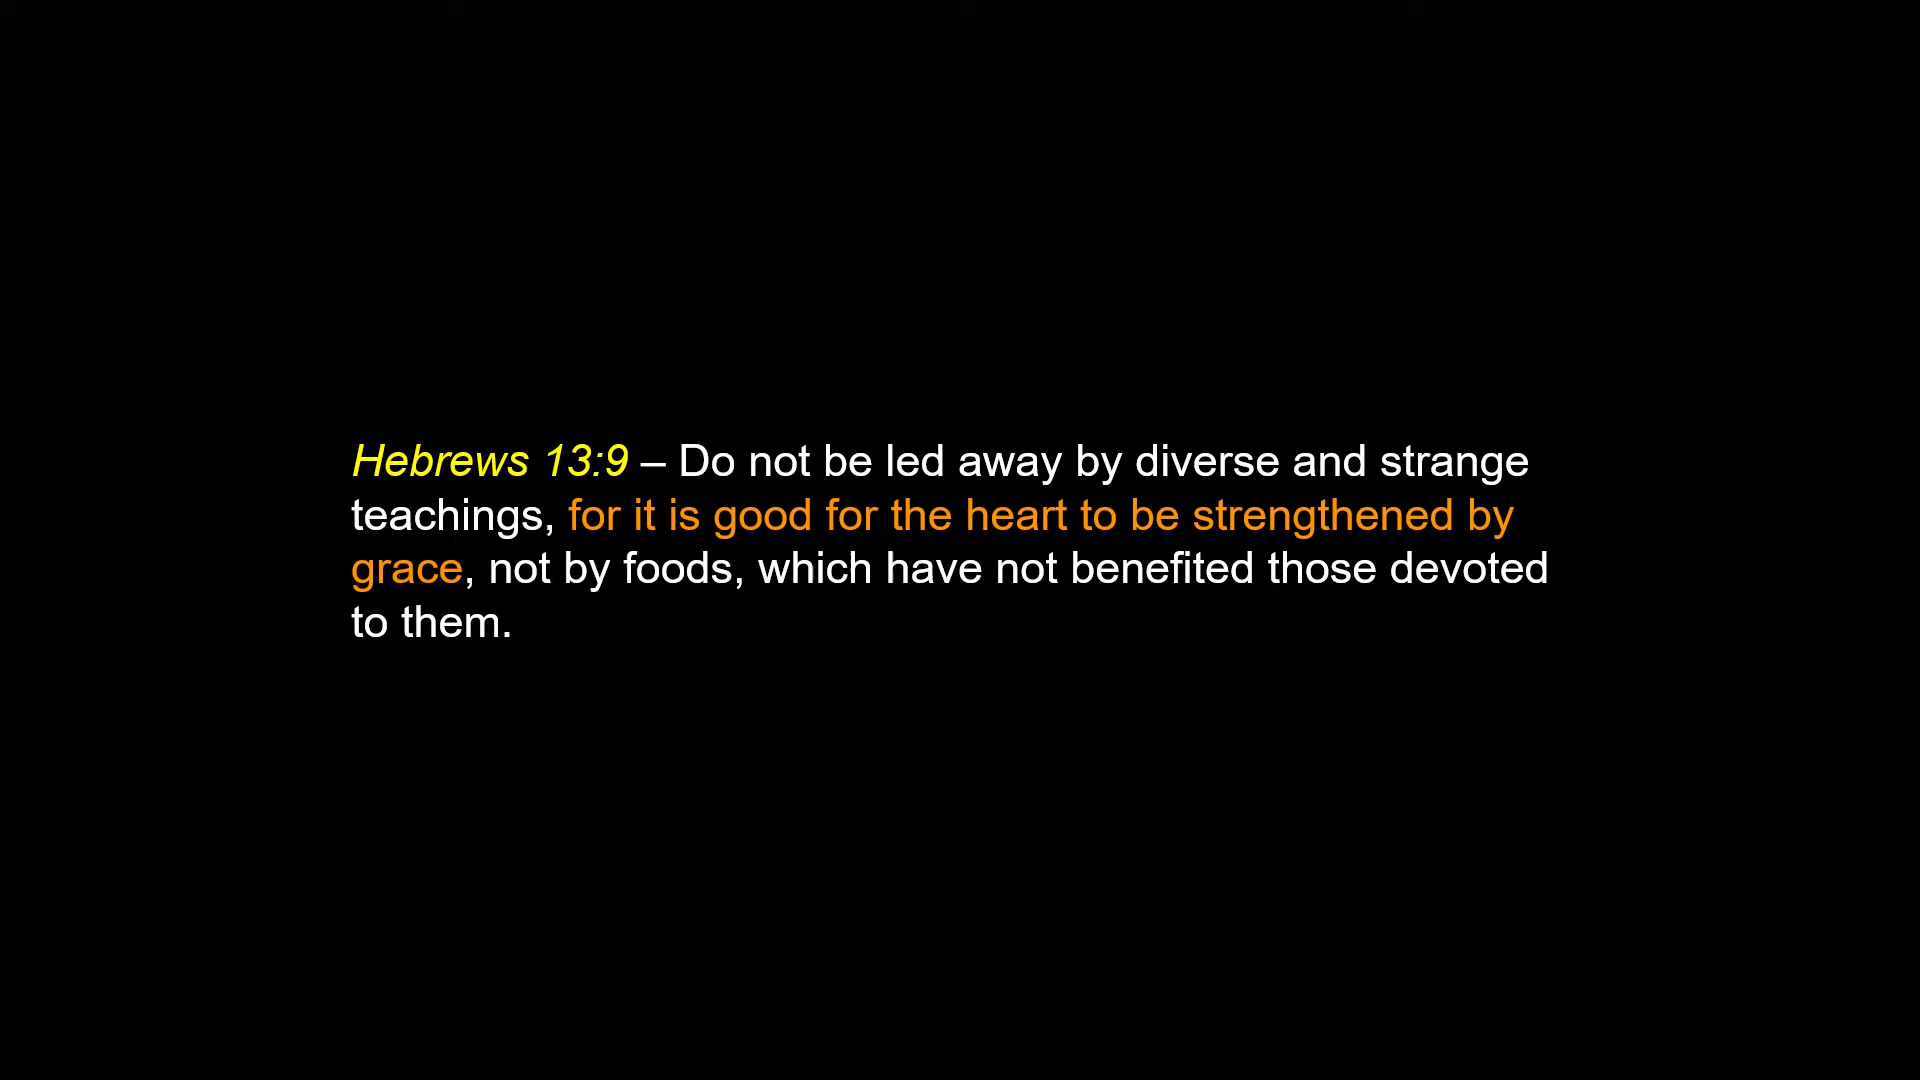 Hebrews 13:9 – Do not be led away by diverse and strange
teachings, for it is good for the heart to be strengthened by
grace, not by foods, which have not benefited those devoted
to them.